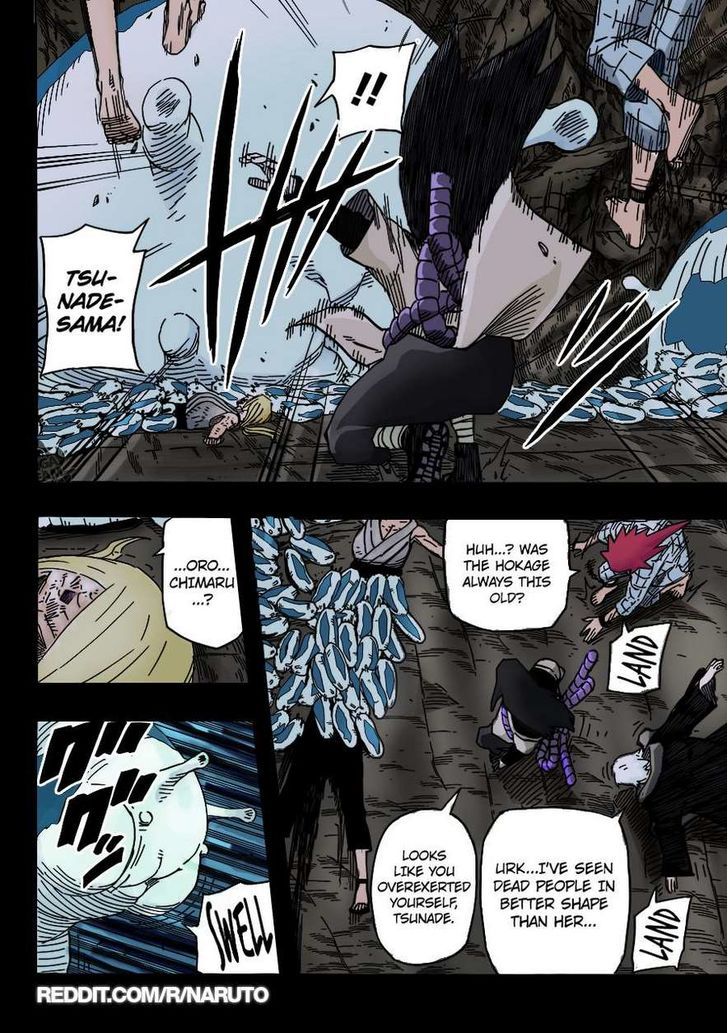 !!
TSU-
NADE-
SAMA!
...ORO...
CHIMARU
...?
HUH...? WAS
THE HOKAGE
ALWAYS THIS
OLD?
LAND
LOOKS
LIKE YOU
OVEREXERTED
YOURSELF,
TSUNADE.
URK...I'VE SEEN
DEAD PEOPLE IN
BETTER SHAPE
THAN HER...
LAND
SWELL
REDDIT.COM/R/NARUTO